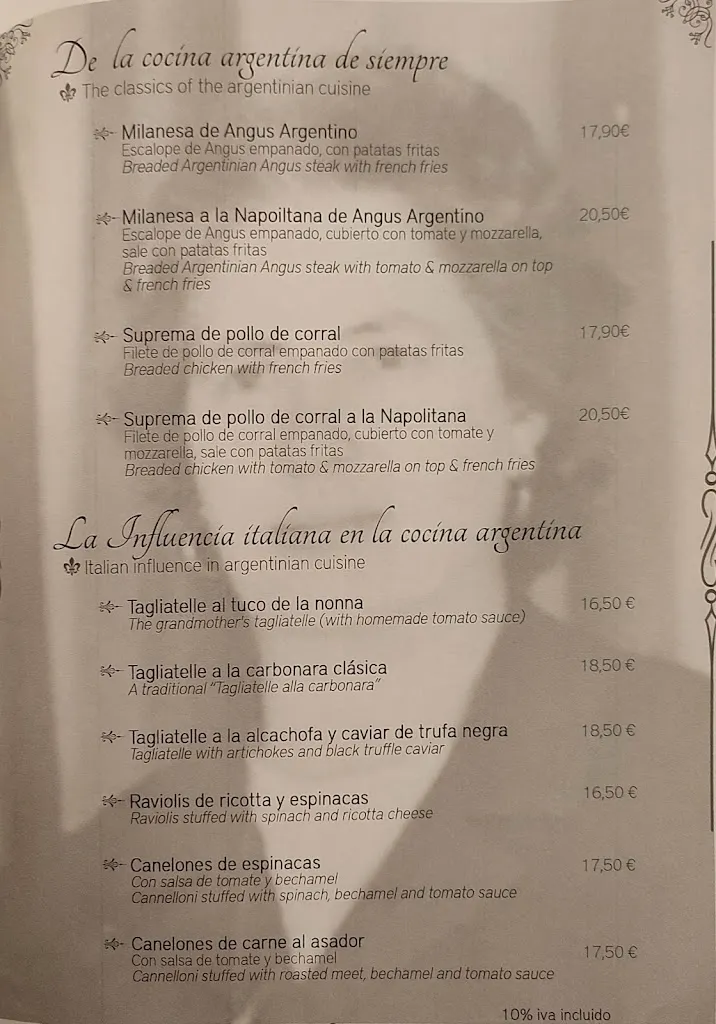 De la cocina argentina de siempre
The classics of the argentinian cuisine
Milanesa de Angus Argentino 17,90€
Escalope de Angus empanado, con patatas fritas
Breaded Argentinian Angus steak with french fries
Milanesa a la Napoiltana de Angus Argentino 20,50€
Escalope de Angus empanado, cubierto con tomate y mozzarella,
sale con patatas fritas
Breaded Argentinian Angus steak with tomato & mozzarella on top
& french fries
Suprema de pollo de corral 17,90€
Filete de pollo de corral empanado con patatas fritas
Breaded chicken with french fries
Suprema de pollo de corral a la Napolitana 20,50€
Filete de pollo de corral empanado, cubierto con tomate y
mozzarella, sale con patatas fritas
Breaded chicken with tomato & mozzarella on top & french fries
La Influencia italiana en la cocina argentina
Italian influence in argentinian cuisine
Tagliatelle al tuco de la nonna 16,50 €
The grandmother's tagliatelle (with homemade tomato sauce)
Tagliatelle a la carbonara clásica 18,50 €
A traditional "Tagliatelle alla carbonara"
Tagliatelle a la alcachofa y caviar de trufa negra 18,50 €
Tagliatelle with artichokes and black truffle caviar
Raviolis de ricotta y espinacas 16,50 €
Raviolis stuffed with spinach and ricotta cheese
Canelones de espinacas 17,50 €
Con salsa de tomate y bechamel
Cannelloni stuffed with spinach, bechamel and tomato sauce
Canelones de carne al asador 17,50 €
Con salsa de tomate y bechamel
Cannelloni stuffed with roasted meet, bechamel and tomato sauce
10% iva incluido